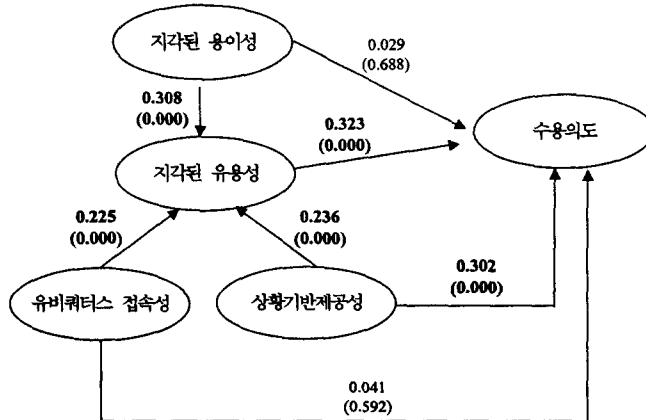 지각된 용이성
0.029
(0.688)
0.308
(0.000)
0.323
(0.000)
수용의도
지각된 유용성
0.225
(0.000)
0.236
(0.000)
0.302
(0.000)
유비쿼터스 접속성
상황기반제공성
0.041
(0.592)